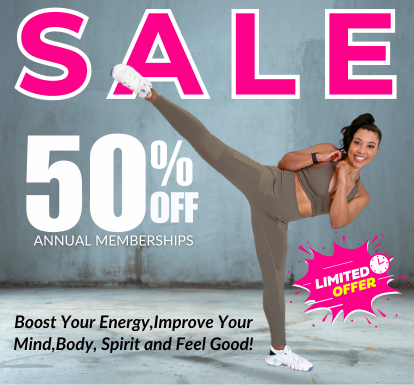 SALE
50%
OFF
ANNUAL MEMBERSHIPS
LIMITED
OFFER
Boost Your Energy,Improve Your
Mind,Body, Spirit and Feel Good!